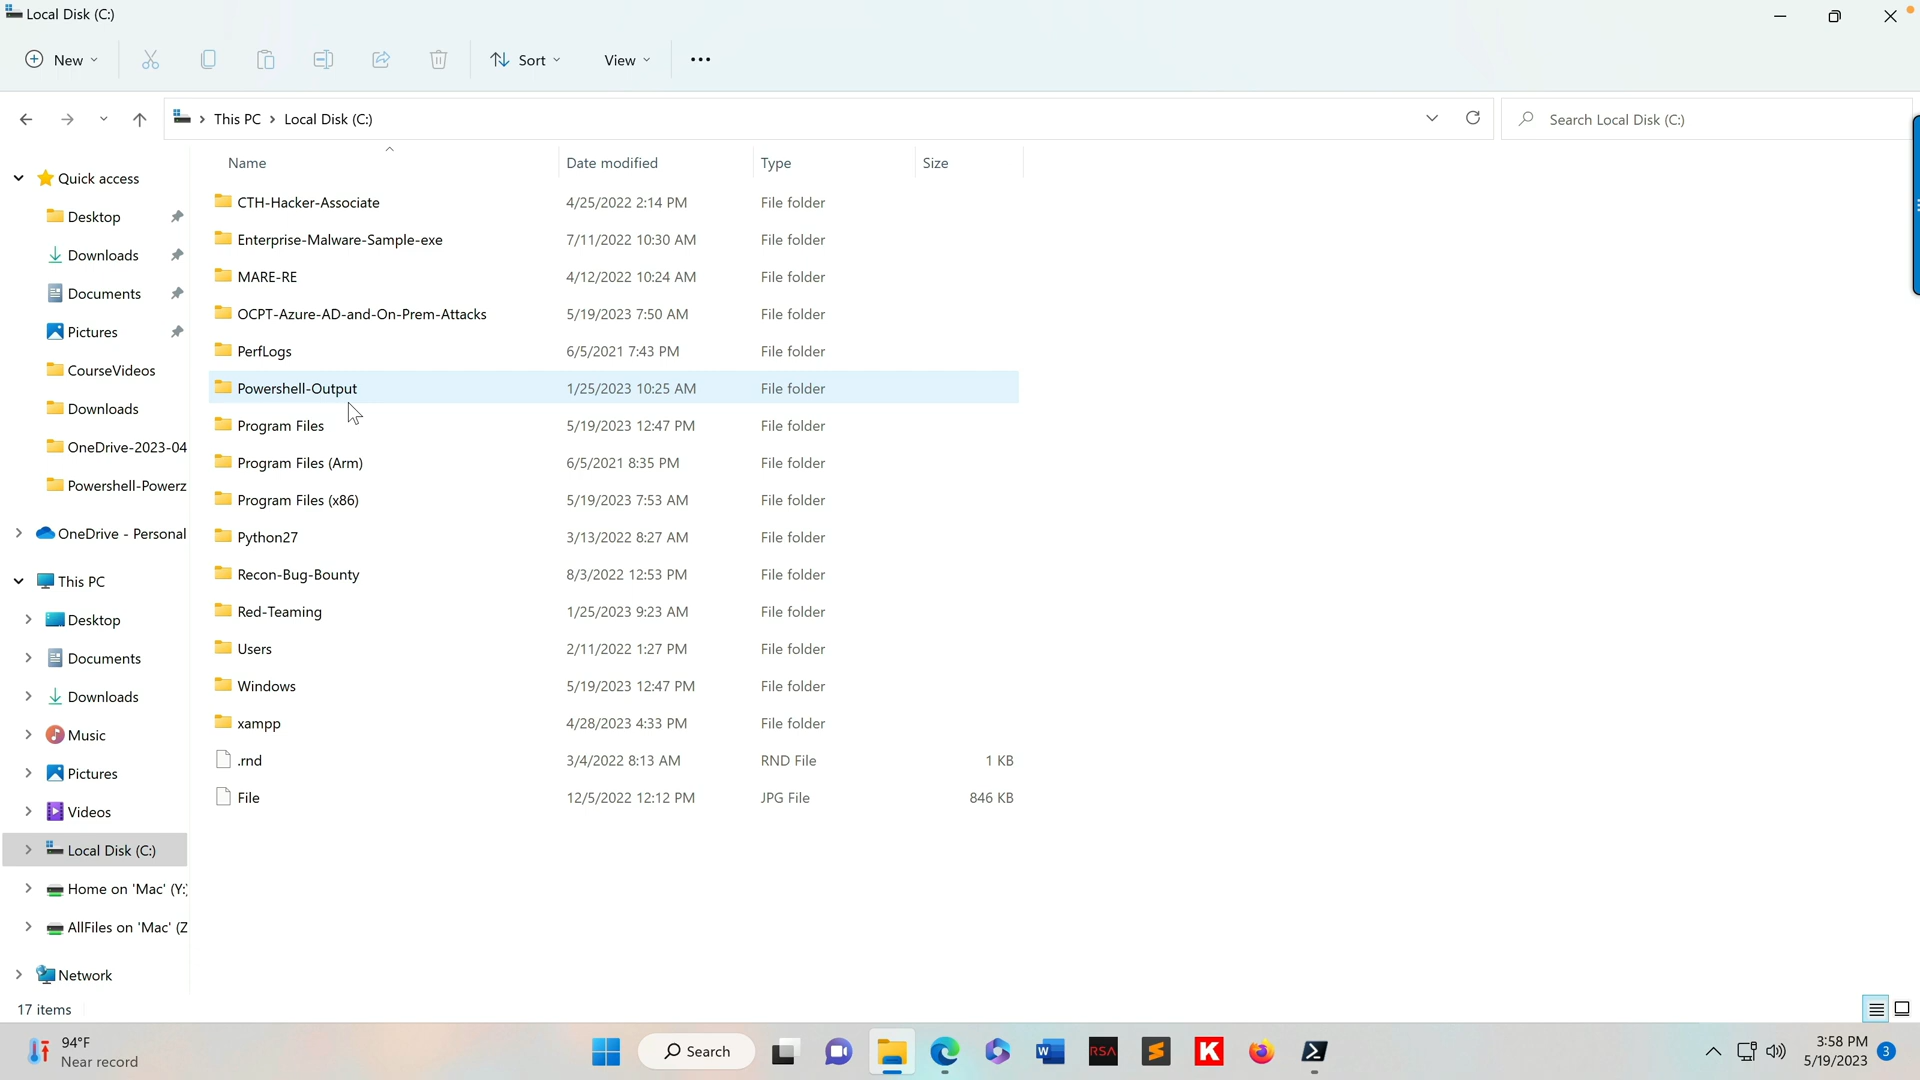 Local Disk (C:)
New
Sort
View
This PC > Local Disk (C:)
Search Local Disk (C:)
Name Date modified Type Size
Quick access
Desktop
Downloads
Documents
Pictures
CourseVideos
Downloads
OneDrive-2023-04
Powershell-Powerz
OneDrive - Personal
This PC
Desktop
Documents
Downloads
Music
Pictures
Videos
Local Disk (C:)
Home on 'Mac' (Y:)
AllFiles on 'Mac' (Z
Network
CTH-Hacker-Associate 4/25/2022 2:14 PM File folder
Enterprise-Malware-Sample-exe 7/11/2022 10:30 AM File folder
MARE-RE 4/12/2022 10:24 AM File folder
OCPT-Azure-AD-and-On-Prem-Attacks 5/19/2023 7:50 AM File folder
PerfLogs 6/5/2021 7:43 PM File folder
Powershell-Output 1/25/2023 10:25 AM File folder
Program Files 5/19/2023 12:47 PM File folder
Program Files (Arm) 6/5/2021 8:35 PM File folder
Program Files (x86) 5/19/2023 7:53 AM File folder
Python27 3/13/2022 8:27 AM File folder
Recon-Bug-Bounty 8/3/2022 12:53 PM File folder
Red-Teaming 1/25/2023 9:23 AM File folder
Users 2/11/2022 1:27 PM File folder
Windows 5/19/2023 12:47 PM File folder
xampp 4/28/2023 4:33 PM File folder
.rnd 3/4/2022 8:13 AM RND File 1 KB
File 12/5/2022 12:12 PM JPG File 846 KB
17 items
94°F
Near record
Search
RSA
K
3:58 PM
5/19/2023
3